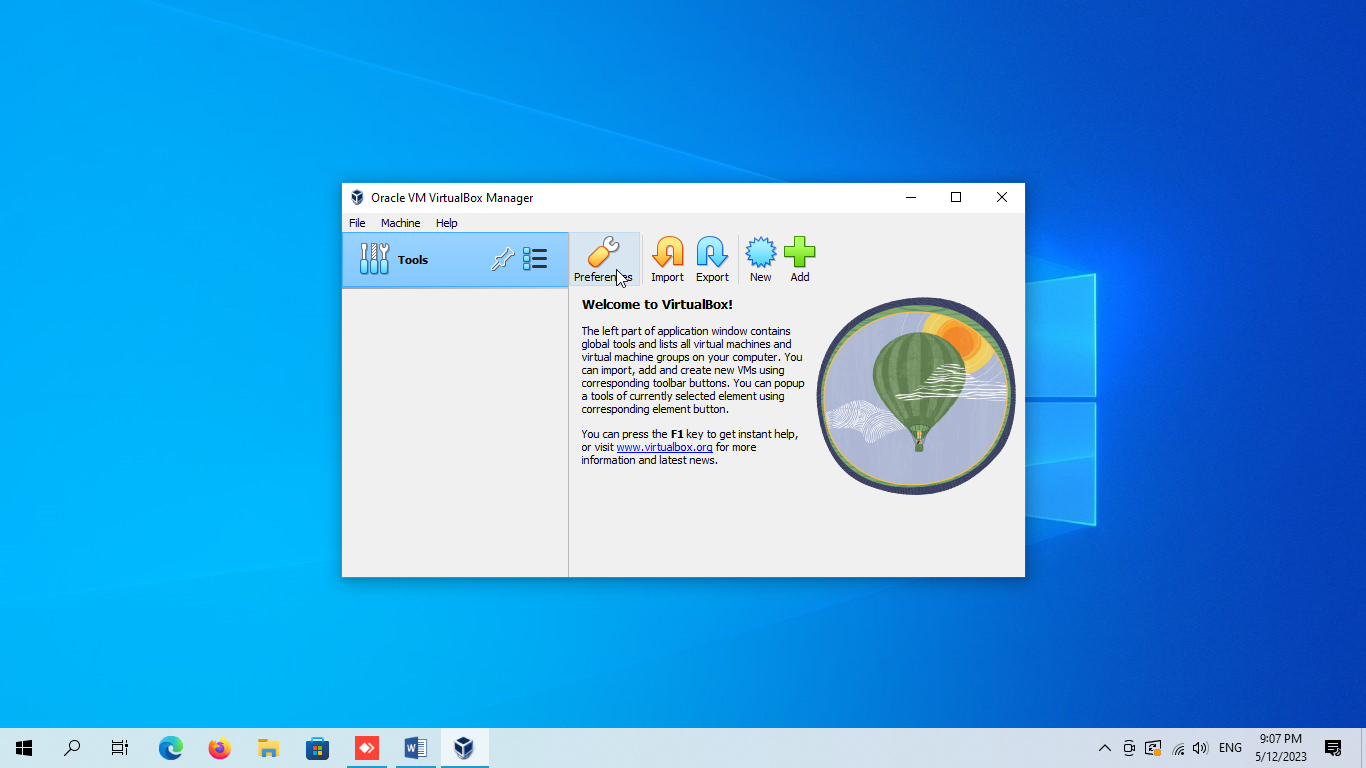 Oracle VM VirtualBox Manager
File Machine Help
Tools
Preferences Import Export New Add
Welcome to VirtualBox!
The left part of application window contains
global tools and lists all virtual machines and
virtual machine groups on your computer. You
can import, add and create new VMs using
corresponding toolbar buttons. You can popup
a tools of currently selected element using
corresponding element button.
You can press the F1 key to get instant help,
or visit www.virtualbox.org for more
information and latest news.
W
ENG
9:07 PM
5/12/2023